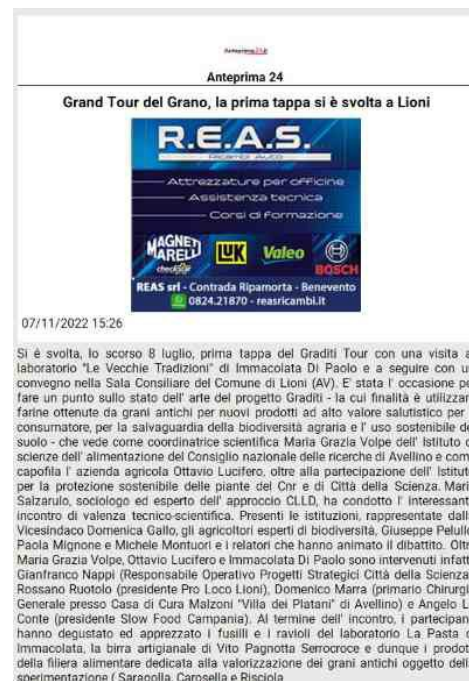 Anteprima24.it
Anteprima 24
Grand Tour del Grano, la prima tappa si è svolta a Lioni
R.E.A.S.
Ricambi Auto
Attrezzature per officine
Assistenza tecnica
Corsi di formazione
MAGNETI MARELLI
checkstar
LUK
Valeo
BOSCH
REAS srl - Contrada Ripamorta - Benevento
0824.21870 - reasricambi.it
07/11/2022 15:26
Si è svolta, lo scorso 8 luglio, prima tappa del Graditi Tour con una visita a
laboratorio "Le Vecchie Tradizioni" di Immacolata Di Paolo e a seguire con u
convegno nella Sala Consiliare del Comune di Lioni (AV). E' stata l' occasione pe
fare un punto sullo stato dell' arte del progetto Graditi - la cui finalità è utilizzar
farine ottenute da grani antichi per nuovi prodotti ad alto valore salutistico per
consumatore, per la salvaguardia della biodiversità agraria e l' uso sostenibile de
suolo - che vede come coordinatrice scientifica Maria Grazia Volpe dell' Istituto d
scienze dell' alimentazione del Consiglio nazionale delle ricerche di Avellino e com
capofila l' azienda agricola Ottavio Lucifero, oltre alla partecipazione dell' Istitut
per la protezione sostenibile delle piante del Cnr e di Città della Scienza. Mari
Salzarulo, sociologo ed esperto dell' approccio CLLD, ha condotto l' interessant
incontro di valenza tecnico-scientifica. Presenti le istituzioni, rappresentate dall
Vicesindaco Domenica Gallo, gli agricoltori esperti di biodiversità, Giuseppe Pelull
Paola Mignone e Michele Montuori e i relatori che hanno animato il dibattito. Oltr
Maria Grazia Volpe, Ottavio Lucifero e Immacolata Di Paolo sono intervenuti infatt
Gianfranco Nappi (Responsabile Operativo Progetti Strategici Città della Scienza
Rossano Ruotolo (presidente Pro Loco Lioni), Domenico Marra (primario Chirurgi
Generale presso Casa di Cura Malzoni "Villa dei Platani" di Avellino) e Angelo L
Conte (presidente Slow Food Campania). Al termine dell' incontro, i partecipan
hanno degustato ed apprezzato i fusilli e i ravioli del laboratorio La Pasta d
Immacolata, la birra artigianale di Vito Pagnotta Serrocroce e dunque i prodot
della filiera alimentare dedicata alla valorizzazione dei grani antichi oggetto dell
sperimentazione ( Saragolla, Carosella e Risciola